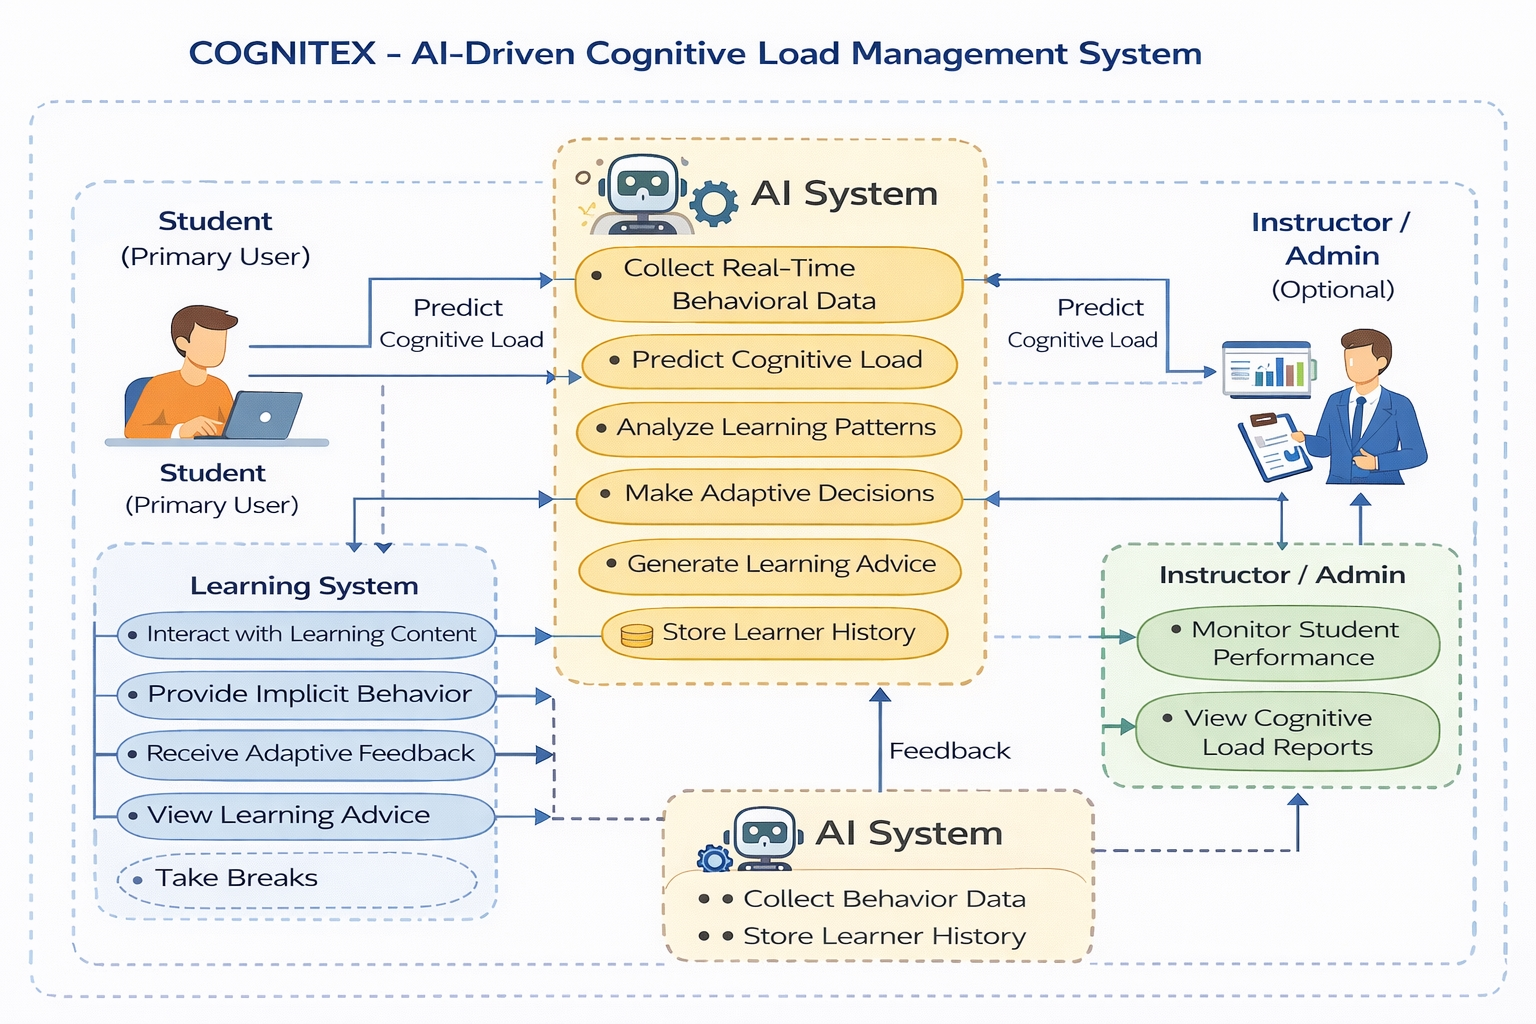 COGNITEX - AI-Driven Cognitive Load Management System
Student
(Primary User)
Predict
Cognitive Load
Student
(Primary User)
AI System
• Collect Real-Time
Behavioral Data
• Predict Cognitive Load
• Analyze Learning Patterns
• Make Adaptive Decisions
• Generate Learning Advice
Store Learner History
Instructor /
Admin
(Optional)
Predict
Cognitive Load
Learning System
• Interact with Learning Content
• Provide Implicit Behavior
• Receive Adaptive Feedback
• View Learning Advice
• Take Breaks
Feedback
AI System
• • Collect Behavior Data
• • Store Learner History
Instructor / Admin
• Monitor Student
Performance
• View Cognitive
Load Reports